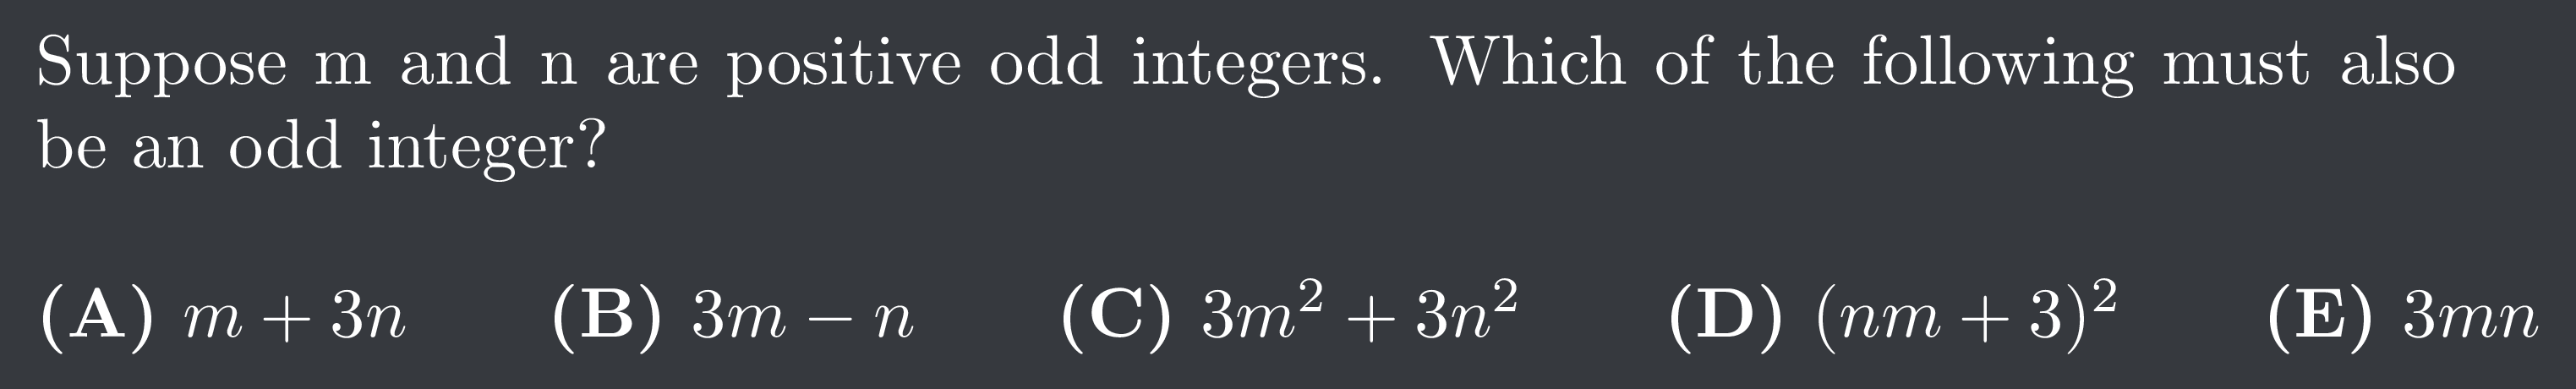 Suppose m and n are positive odd integers. Which of the following must also
be an odd integer?
(A) m + 3n (B) 3m − n (C) 3m² + 3n² (D) (nm + 3)² (E) 3mn